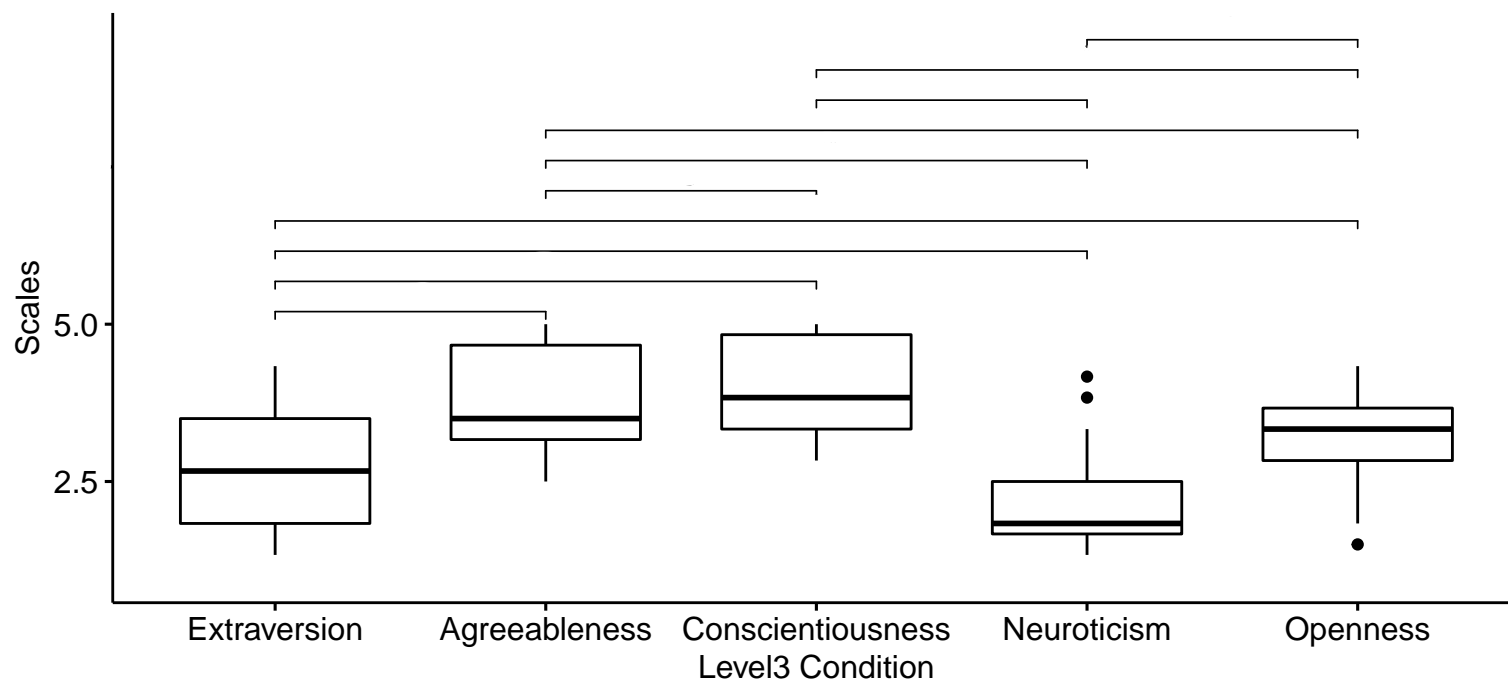 Scales
5.0
2.5
Extraversion Agreeableness Conscientiousness Neuroticism Openness
Level3 Condition